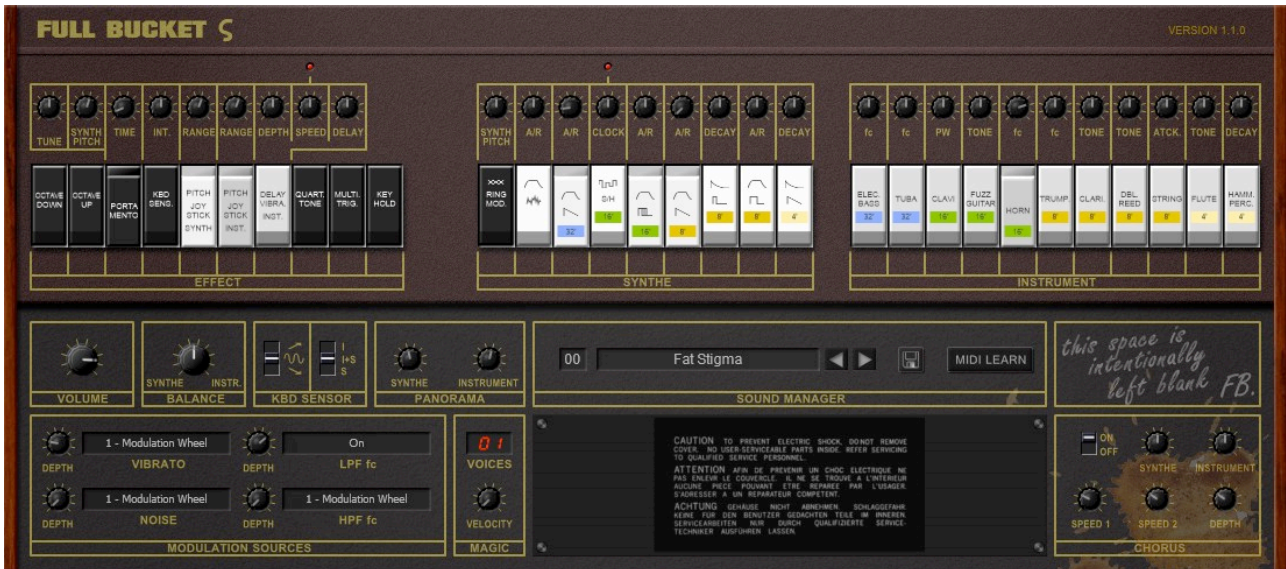 FULL BUCKET ς
VERSION 1.1.0
TUNE
SYNTH PITCH
TIME
INT.
RANGE
RANGE
DEPTH
SPEED
DELAY
OCTAVE DOWN
OCTAVE UP
PORTA MENTO
KBD SENS.
PITCH JOY STICK SYNTH
PITCH JOY STICK INST.
DELAY VIBRA. INST.
QUART. TONE
MULTI. TRIG.
KEY HOLD
EFFECT
SYNTH PITCH
A/R
A/R
CLOCK
A/R
A/R
DECAY
A/R
DECAY
RING MOD.
32'
S/H 16'
16'
8'
8'
8'
4'
SYNTHE
fc
fc
PW
TONE
fc
fc
TONE
TONE
ATCK.
TONE
DECAY
ELEC. BASS 32'
TUBA 32'
CLAVI 16'
FUZZ GUITAR 16'
HORN 16'
TRUMP. 8'
CLARI. 8'
DBL REED 8'
STRING 8'
FLUTE 4'
HAMM. PERC. 4'
INSTRUMENT
VOLUME
SYNTHE INSTR.
BALANCE
I
I+S
S
KBD SENSOR
SYNTHE INSTRUMENT
PANORAMA
00
Fat Stigma
MIDI LEARN
SOUND MANAGER
this space is
intentionally
left blank FB.
DEPTH
1 - Modulation Wheel
VIBRATO
DEPTH
On
LPF fc
DEPTH
1 - Modulation Wheel
NOISE
DEPTH
1 - Modulation Wheel
HPF fc
MODULATION SOURCES
01
VOICES
VELOCITY
MAGIC
CAUTION TO PREVENT ELECTRIC SHOCK, DO NOT REMOVE
COVER. NO USER-SERVICEABLE PARTS INSIDE. REFER SERVICING
TO QUALIFIED SERVICE PERSONNEL.
ATTENTION AFIN DE PREVENIR UN CHOC ELECTRIQUE NE
PAS ENLEVR LE COUVERCLE. IL NE SE TROUVE A L'INTERIEUR
AUCUNE PIECE POUVANT ETRE REPAREE PAR L'USAGER.
S'ADRESSER A UN REPARATEUR COMPETENT.
ACHTUNG GEHÄUSE NICHT ABNEHMEN. SCHLAGGEFAHR.
KEINE FÜR DEN BENUTZER GEDACHTEN TEILE IM INNEREN.
SERVICEARBEITEN NUR DURCH QUALIFIZIERTE SERVICE-
TECHNIKER AUSFÜHREN LASSEN.
ON
OFF
SYNTHE
INSTRUMENT
SPEED 1
SPEED 2
DEPTH
CHORUS